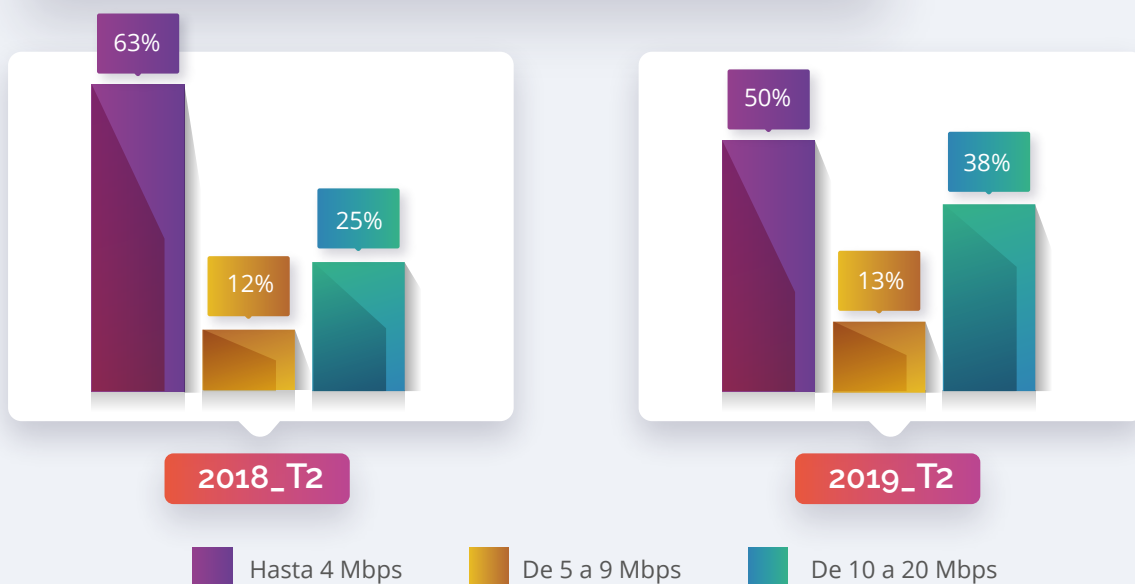 63%
12%
25%
2018_T2
50%
13%
38%
2019_T2
Hasta 4 Mbps
De 5 a 9 Mbps
De 10 a 20 Mbps